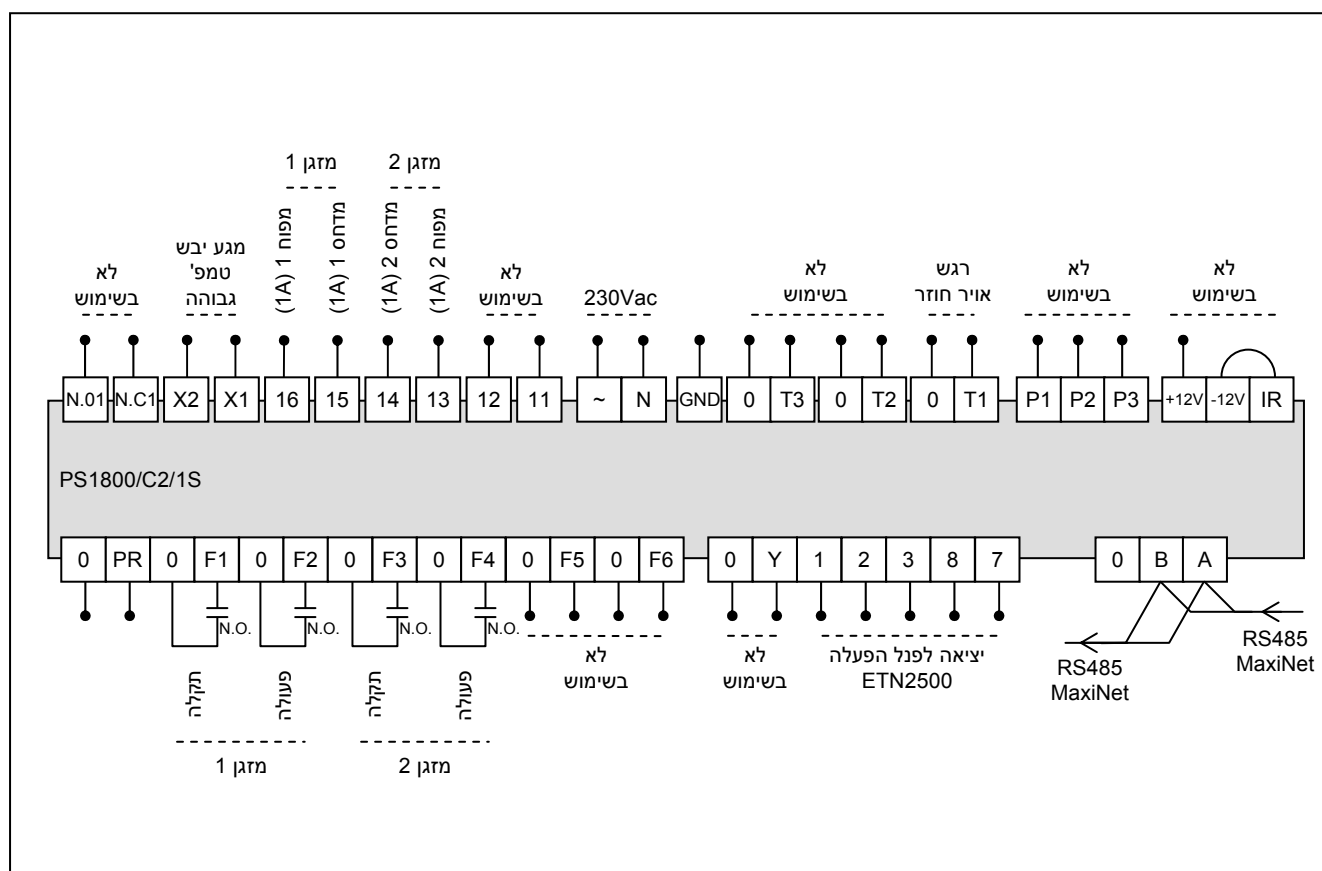 מזגן 1
מזגן 2
מפוח 1 (1A)
מדחס 1 (1A)
מדחס 2 (1A)
מפוח 2 (1A)
לא
בשימוש
מגע יבש
טמפ'
גבוהה
לא
בשימוש
230Vac
לא
בשימוש
רגש
אויר חוזר
לא
בשימוש
לא
בשימוש
N.01 N.C1 X2 X1 16 15 14 13 12 11 ~ N GND 0 T3 0 T2 0 T1 P1 P2 P3 +12V -12V IR
PS1800/C2/1S
0 PR 0 F1 0 F2 0 F3 0 F4 0 F5 0 F6 0 Y 1 2 3 8 7 0 B A
N.O. N.O. N.O. N.O.
לא
בשימוש
לא
בשימוש
יציאה לפנל הפעלה
ETN2500
RS485
MaxiNet
RS485
MaxiNet
תקלה
פעולה
תקלה
פעולה
מזגן 1
מזגן 2